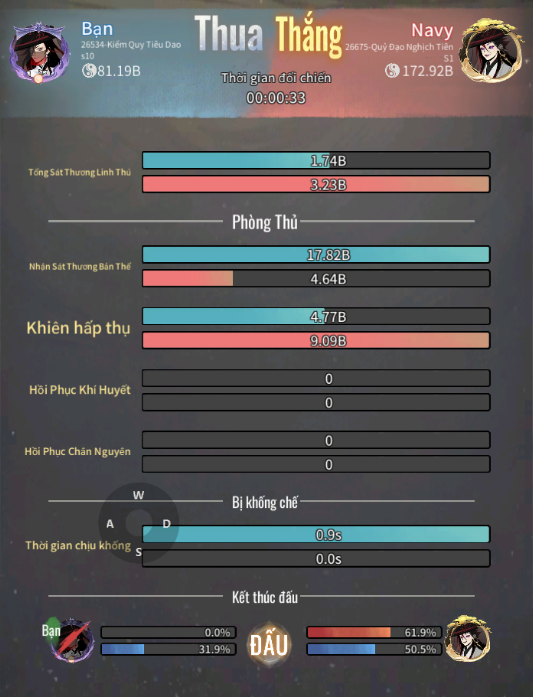 Bạn
Thua Thắng
Navy
26534-Kiếm Quy Tiêu Dao
s10
26675-Quỷ Đạo Nghịch Tiên
S1
81.19B
172.92B
Thời gian đối chiến
00:00:33
Tổng Sát Thương Linh Thú
1.74B
3.23B
Phòng Thủ
Nhận Sát Thương Bản Thể
17.82B
4.64B
Khiên hấp thụ
4.77B
9.09B
Hồi Phục Khí Huyết
0
0
Hồi Phục Chân Nguyên
0
0
Bị khống chế
W
A
D
S
Thời gian chịu khống
0.9s
0.0s
Kết thúc đấu
Bạn
0.0%
31.9%
ĐẤU
61.9%
50.5%